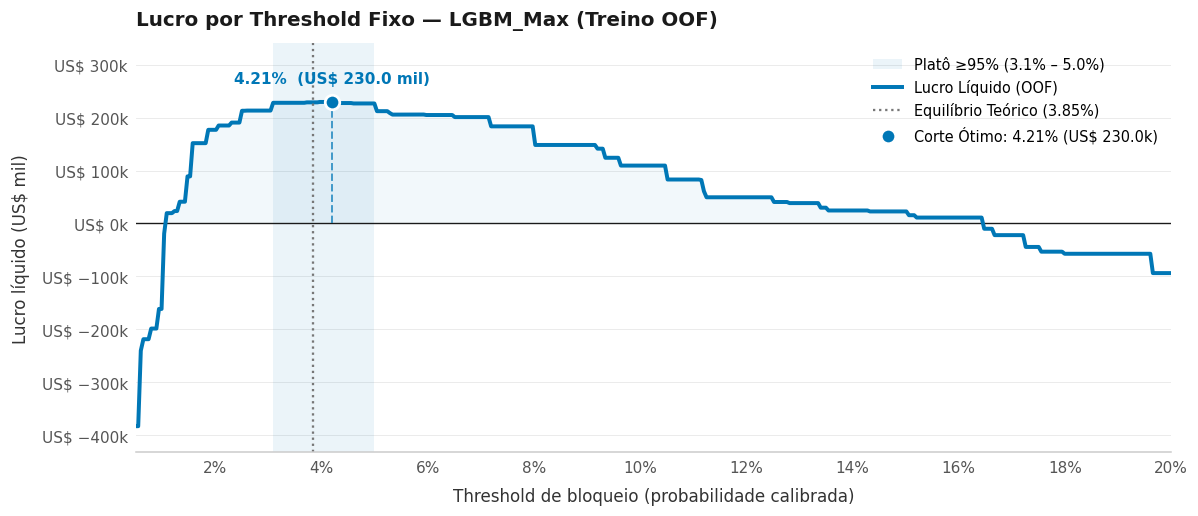 Lucro por Threshold Fixo — LGBM_Max (Treino OOF)
4.21%  (US$ 230.0 mil)
Platô ≥95% (3.1% – 5.0%)
Lucro Líquido (OOF)
Equilíbrio Teórico (3.85%)
Corte Ótimo: 4.21% (US$ 230.0k)
Lucro líquido (US$ mil)
US$ 300k
US$ 200k
US$ 100k
US$ 0k
US$ −100k
US$ −200k
US$ −300k
US$ −400k
2% 4% 6% 8% 10% 12% 14% 16% 18% 20%
Threshold de bloqueio (probabilidade calibrada)